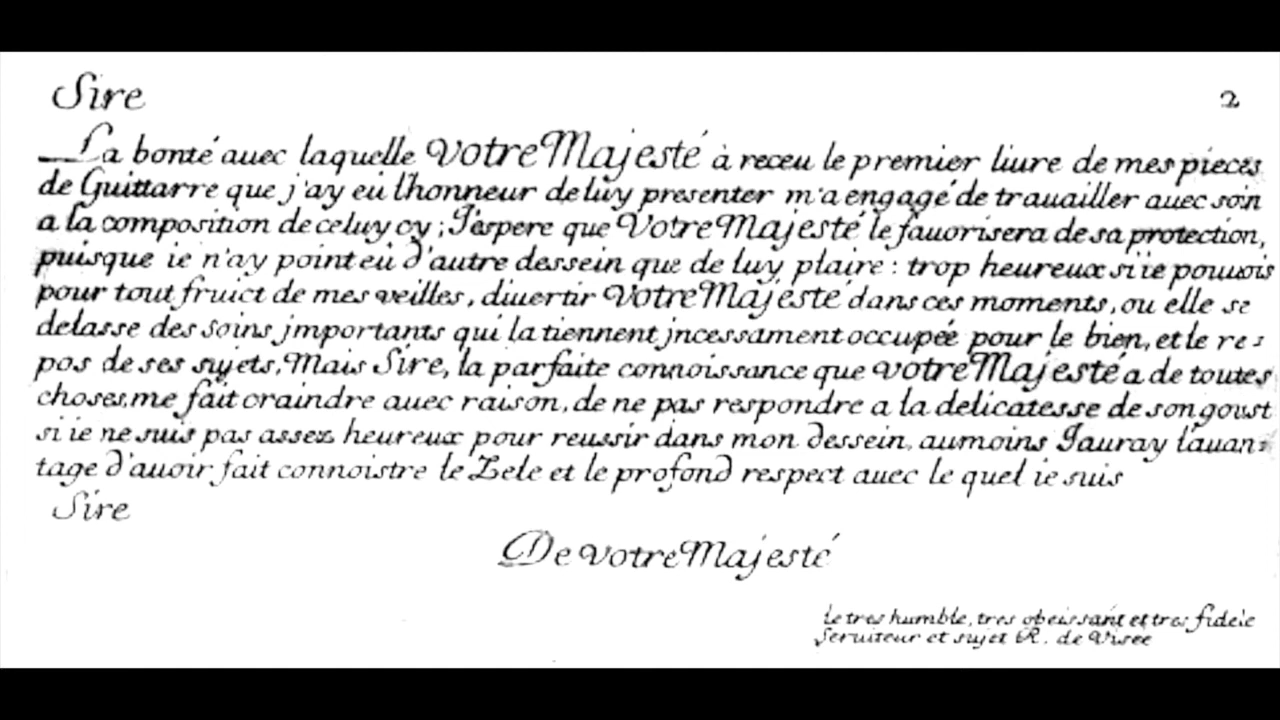 Sire
2
La bonté auec laquelle Votre Majesté à receu le premier liure de mes pieces
de Guittarre que j'ay eü l'honneur de luy presenter m'a engagé de trauailler auec soin
a la composition de celuy cy ; J'espere que Votre Majesté le fauorisera de sa protection,
puisque ie n'ay point eü d'autre dessein que de luy plaire : trop heureux si ie pouuois
pour tout fruict de mes veilles, diuertir Votre Majesté dans ces moments, ou elle se
delasse des soins jmportants qui la tiennent jncessament occupée pour le bien, et le re=
pos de ses sujets, Mais Sire, la parfaite connoissance que votre Majesté a de toutes
choses, me fait craindre auec raison, de ne pas respondre a la delicatesse de son goust
si ie ne suis pas assez heureux pour reussir dans mon dessein, aumoins Jauray l'auan=
tage d'auoir fait connoistre le Zele et le profond respect auec le quel ie suis
Sire
De votre Majesté
Le tres humble, tres obeissant et tres fidele
Seruiteur et sujet R. de Visée